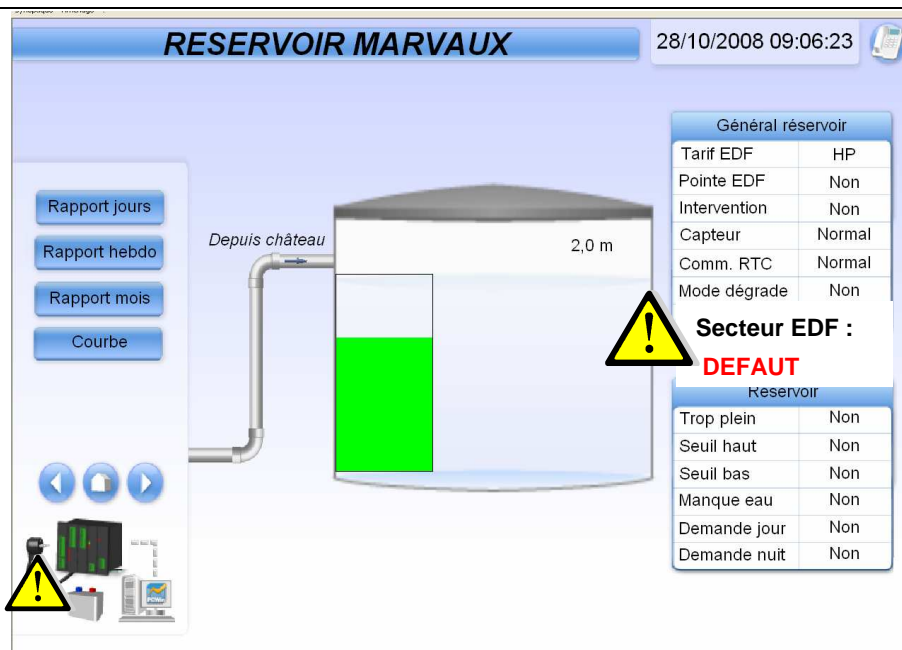 RESERVOIR MARVAUX
28/10/2008 09:06:23
Général réservoir
Tarif EDF HP
Pointe EDF Non
Intervention Non
Capteur Normal
Comm. RTC Normal
Mode dégrade Non
Secteur EDF :
DEFAUT
Réservoir
Trop plein Non
Seuil haut Non
Seuil bas Non
Manque eau Non
Demande jour Non
Demande nuit Non
Rapport jours
Rapport hebdo
Rapport mois
Courbe
Depuis château
2,0 m
PCWin